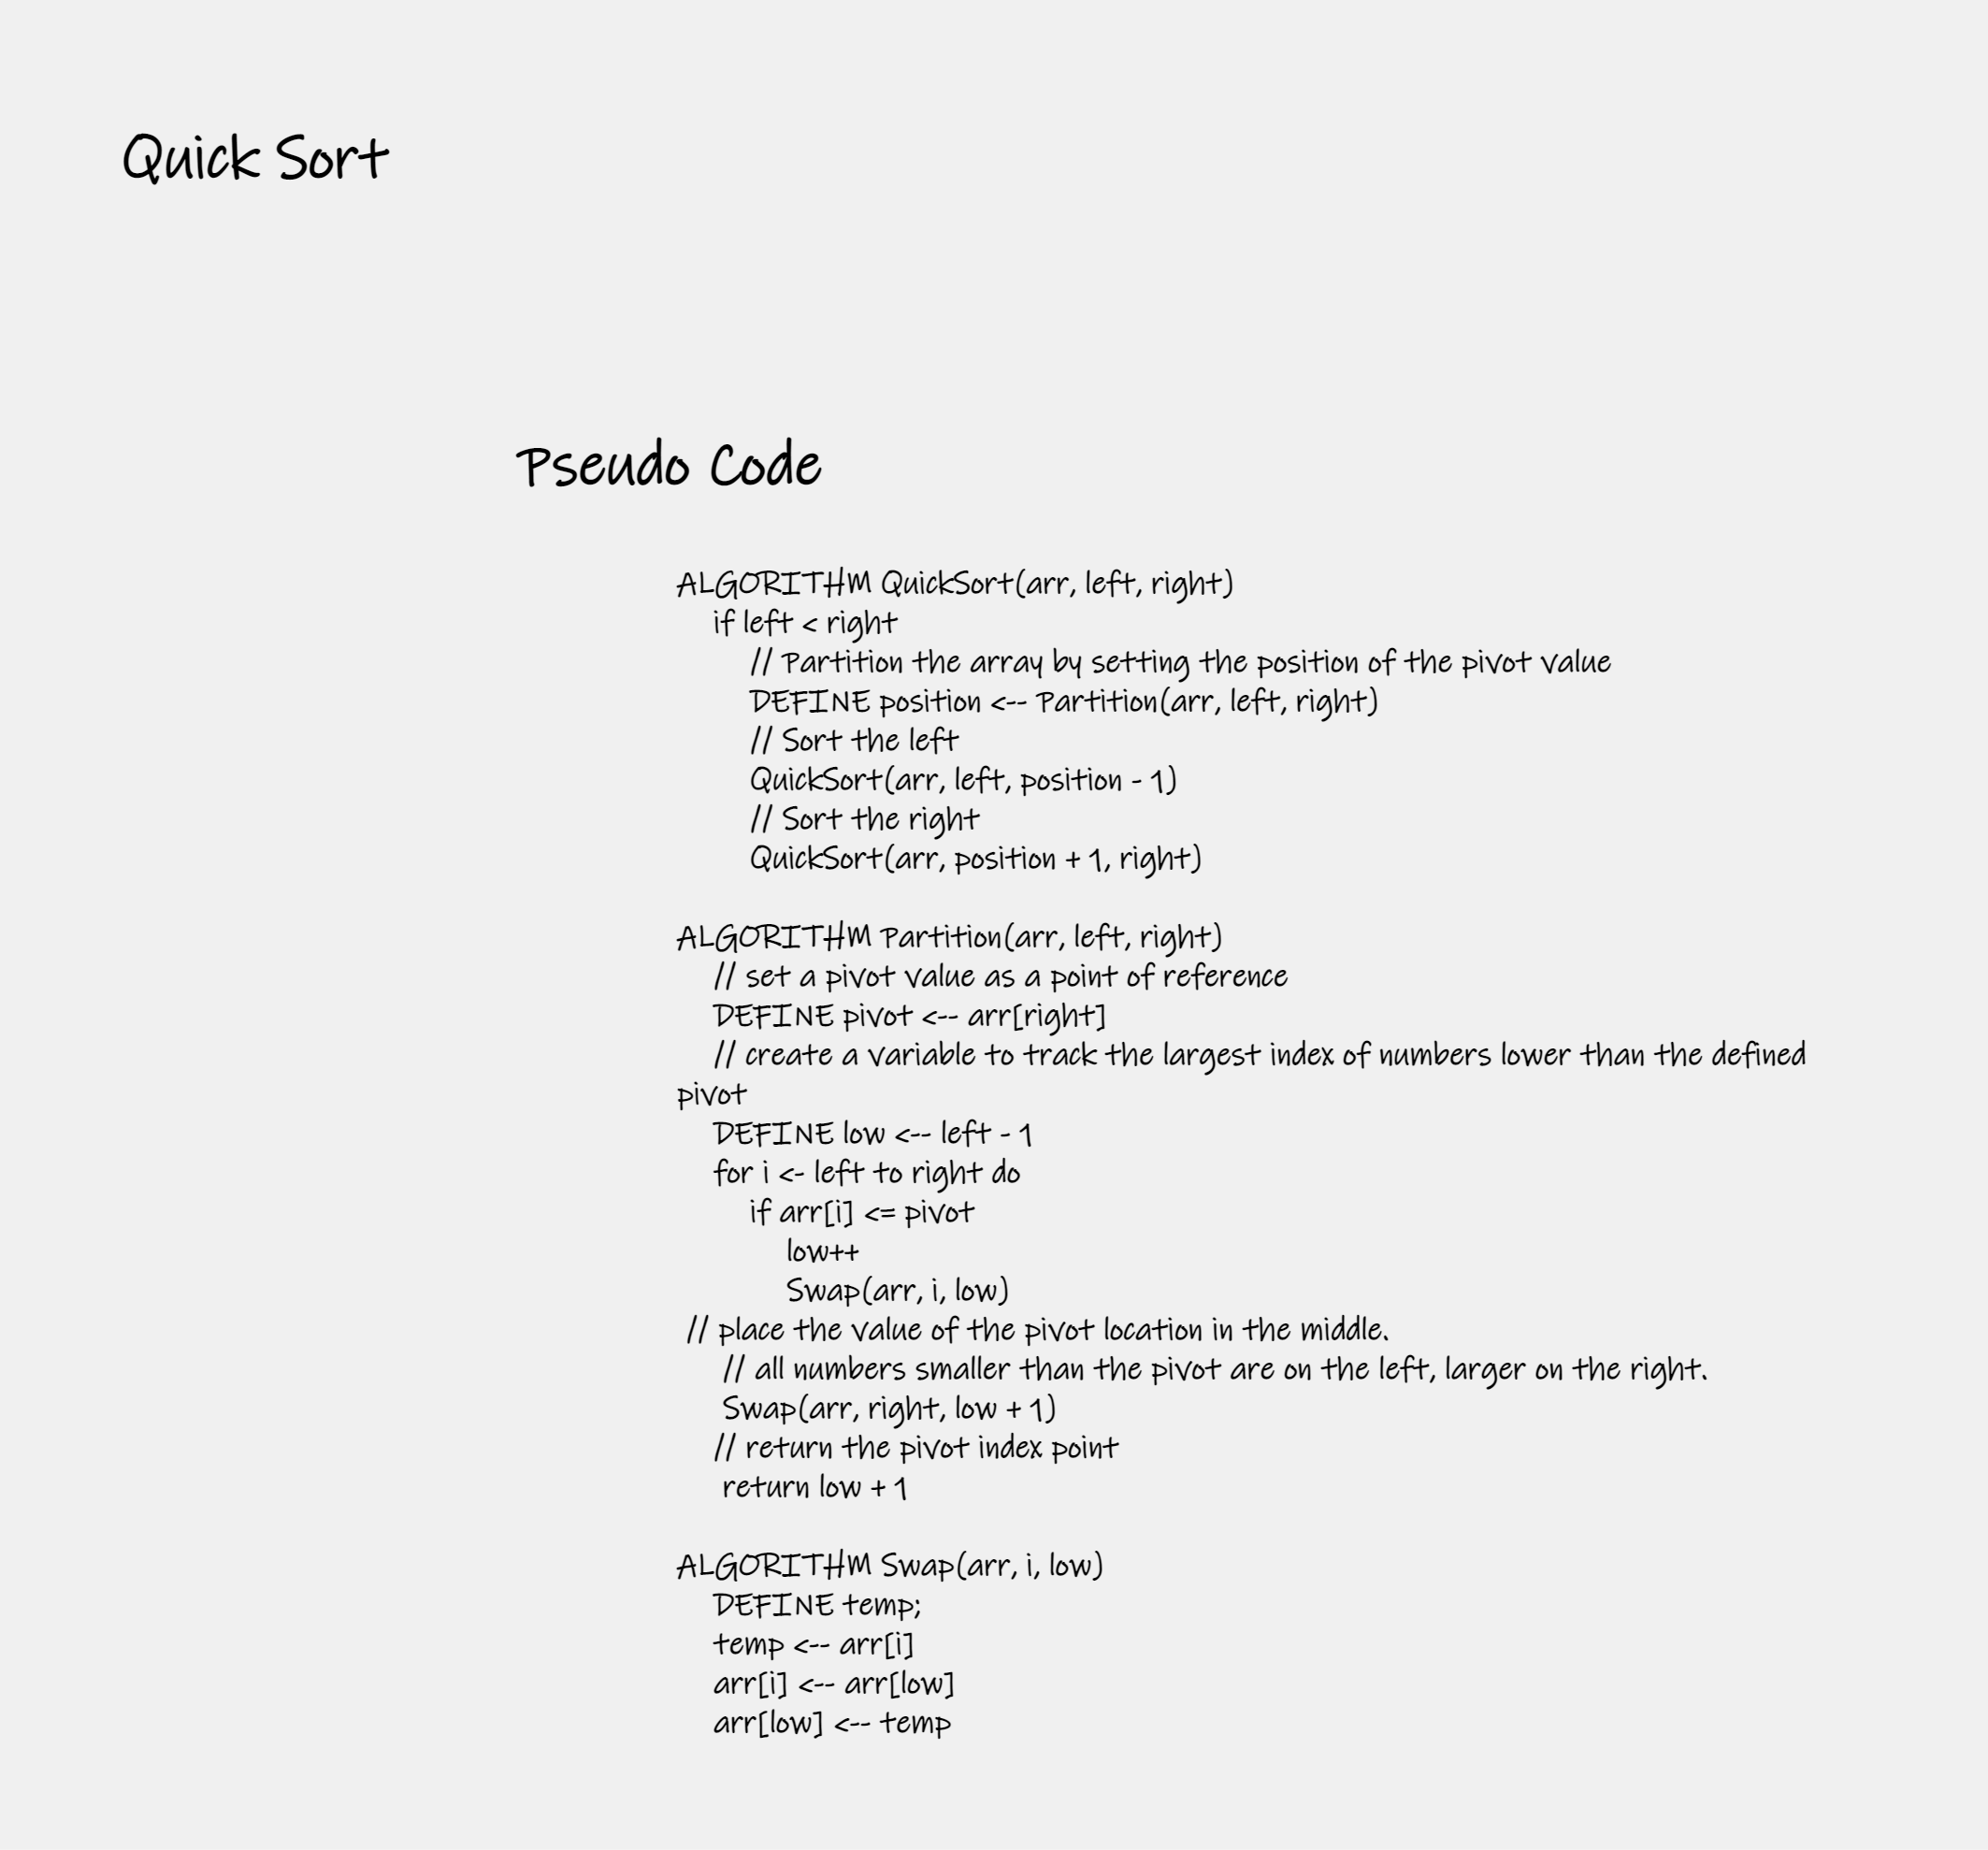 Quick Sort
Pseudo Code
ALGORITHM QuickSort(arr, left, right)
if left < right
// Partition the array by setting the position of the pivot value
DEFINE position <-- Partition(arr, left, right)
// Sort the left
QuickSort(arr, left, position - 1)
// Sort the right
QuickSort(arr, position + 1, right)
ALGORITHM Partition(arr, left, right)
// set a pivot value as a point of reference
DEFINE pivot <-- arr[right]
// create a variable to track the largest index of numbers lower than the defined
pivot
DEFINE low <-- left - 1
for i <- left to right do
if arr[i] <= pivot
low++
Swap(arr, i, low)
// place the value of the pivot location in the middle.
// all numbers smaller than the pivot are on the left, larger on the right.
Swap(arr, right, low + 1)
// return the pivot index point
return low + 1
ALGORITHM Swap(arr, i, low)
DEFINE temp;
temp <-- arr[i]
arr[i] <-- arr[low]
arr[low] <-- temp